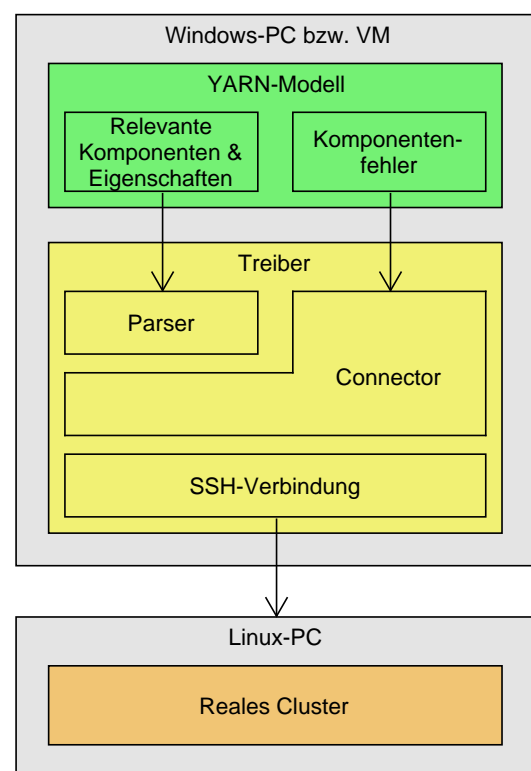 Windows-PC bzw. VM
YARN-Modell
Relevante
Komponenten &
Eigenschaften
Komponenten-
fehler
Treiber
Parser
Connector
SSH-Verbindung
Linux-PC
Reales Cluster